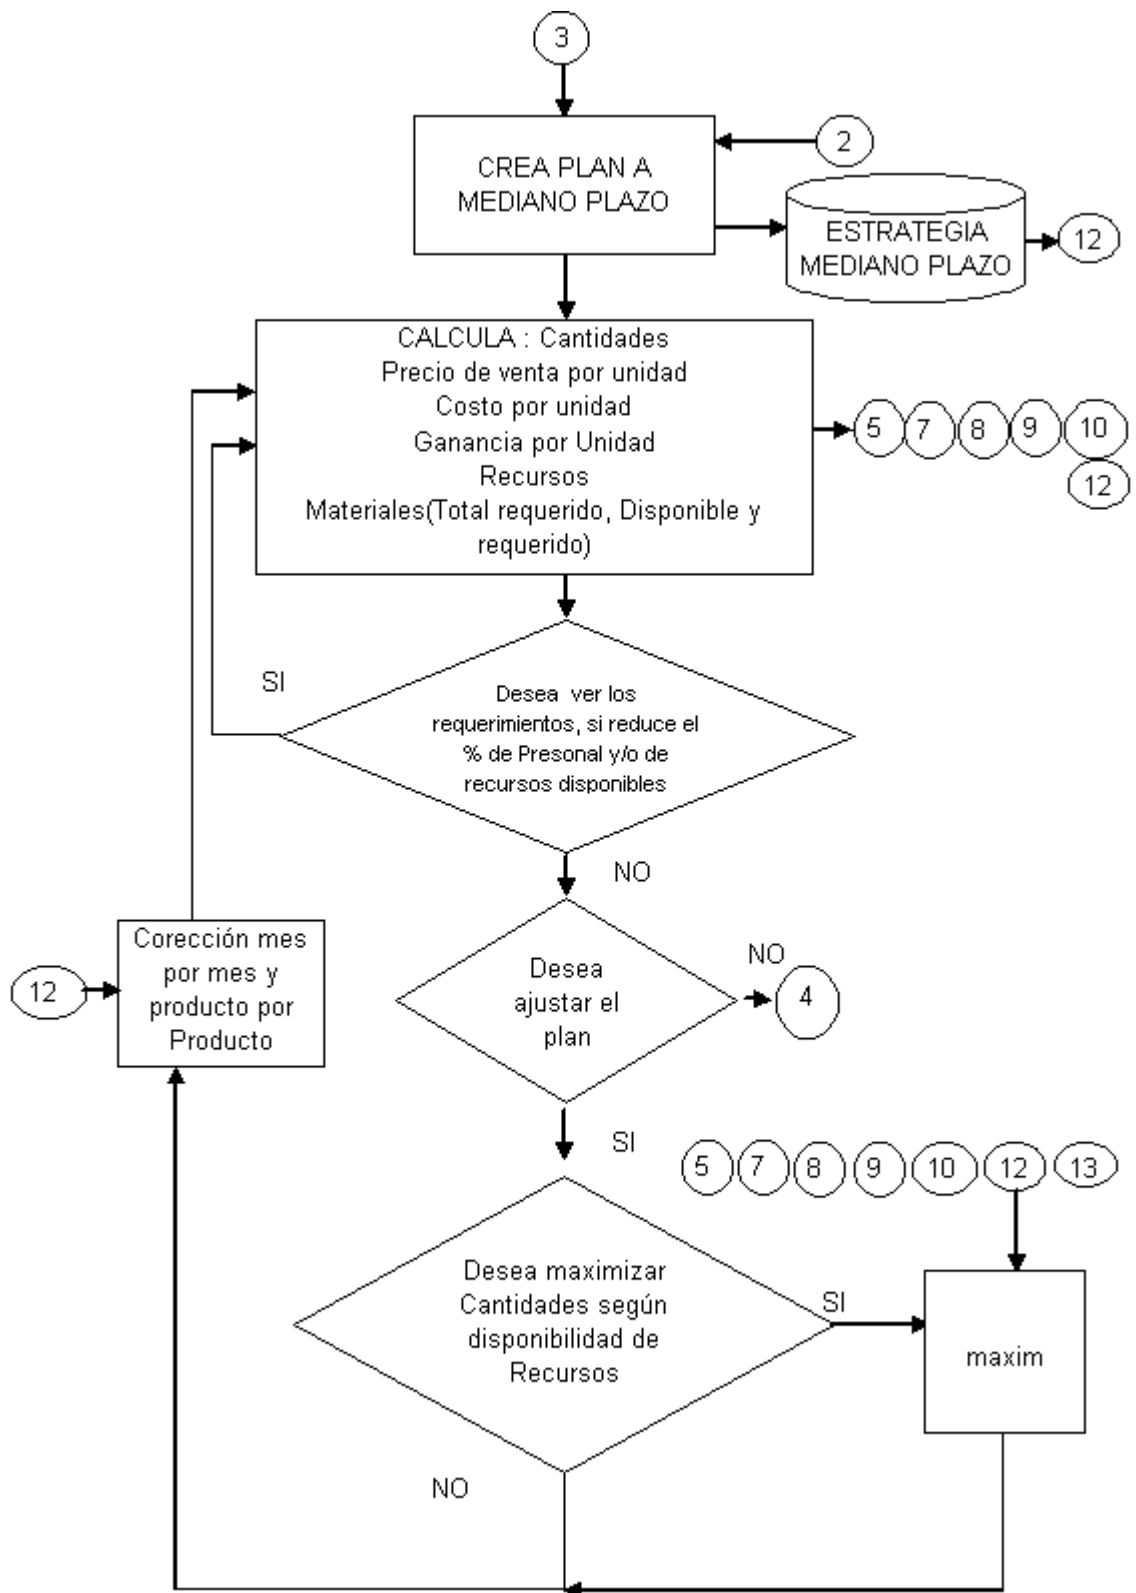 3
CREA PLAN A
MEDIANO PLAZO
2
ESTRATEGIA
MEDIANO PLAZO
12
CALCULA : Cantidades
Precio de venta por unidad
Costo por unidad
Ganancia por Unidad
Recursos
Materiales(Total requerido, Disponible y
requerido)
5 7 8 9 10
12
SI
Desea ver los
requerimientos, si reduce el
% de Presonal y/o de
recursos disponibles
NO
Corección mes
por mes y
producto por
Producto
12
Desea
ajustar el
plan
NO
4
SI
5 7 8 9 10 12 13
Desea maximizar
Cantidades según
disponibilidad de
Recursos
SI
maxim
NO